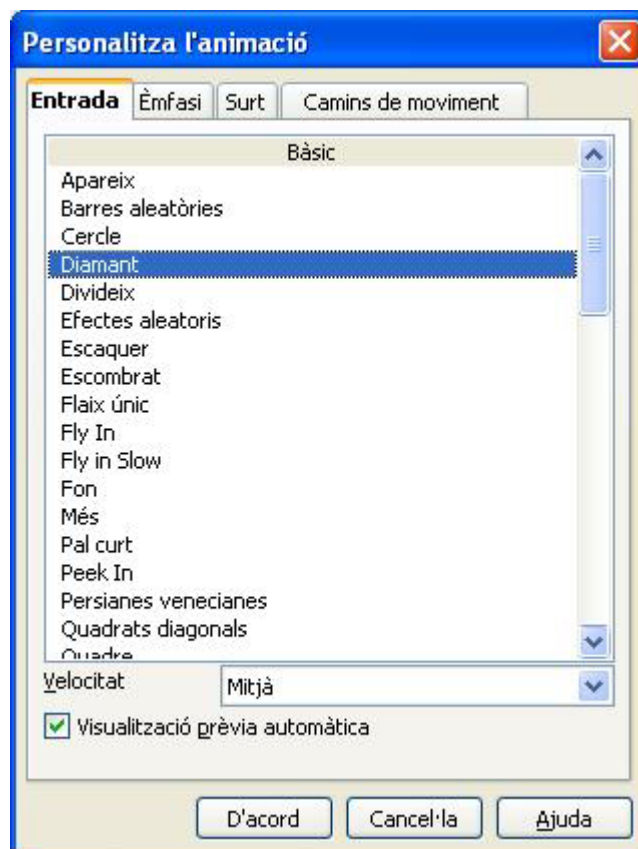 Personalitza l'animació
Entrada Èmfasi Surt Camins de moviment
Bàsic
Apareix
Barres aleatòries
Cercle
Diamant
Divideix
Efectes aleatoris
Escaquer
Escombrat
Flaix únic
Fly In
Fly in Slow
Fon
Més
Pal curt
Peek In
Persianes venecianes
Quadrats diagonals
Quadre
Velocitat Mitjà
Visualització prèvia automàtica
D'acord Cancel·la Ajuda